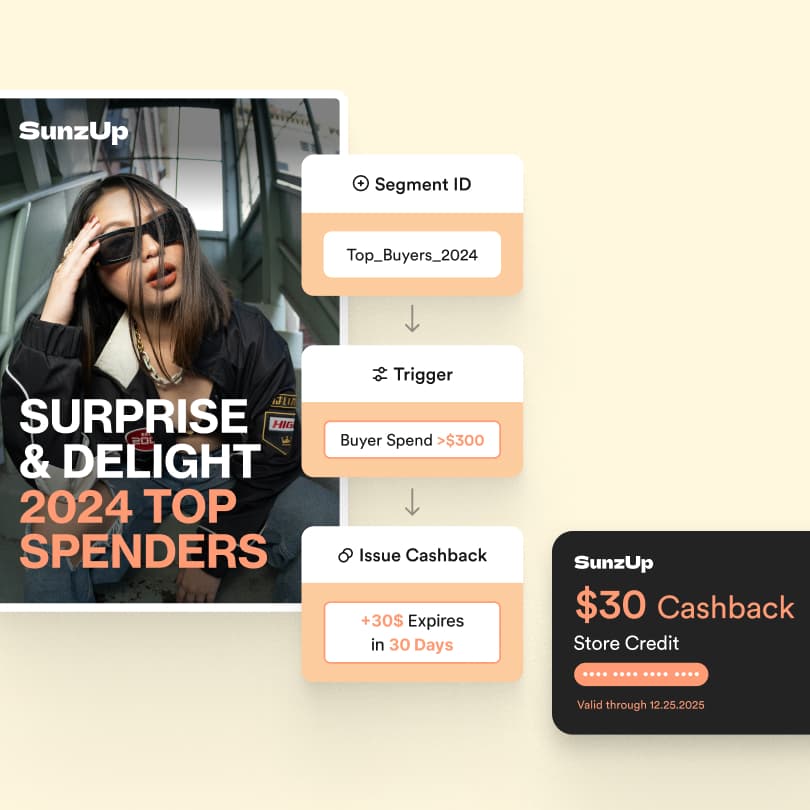 SunzUp
SURPRISE
& DELIGHT
2024 TOP
SPENDERS
HIG
Segment ID
Top_Buyers_2024
Trigger
Buyer Spend >$300
Issue Cashback
+30$ Expires
in 30 Days
SunzUp
$30 Cashback
Store Credit
•••• •••• •••• ••••
Valid through 12.25.2025